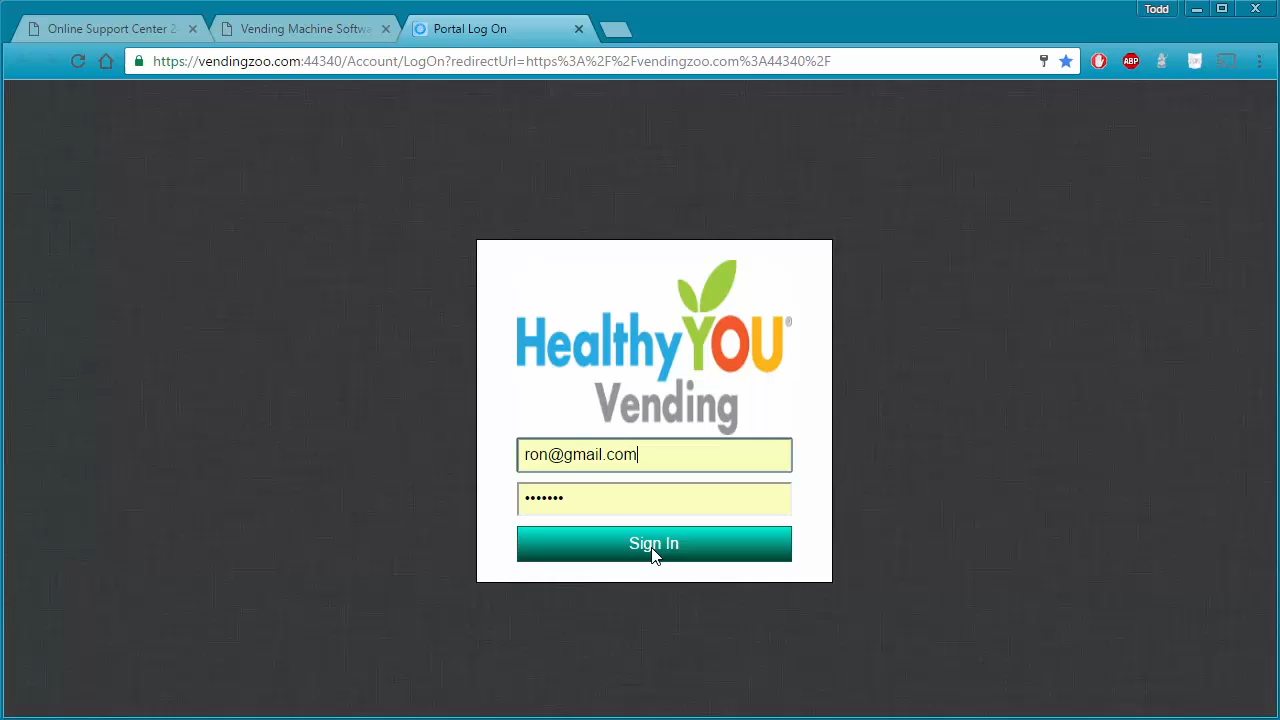 Todd
Online Support Center 2
Vending Machine Softwa
Portal Log On
https://vendingzoo.com:44340/Account/LogOn?redirectUrl=https%3A%2F%2Fvendingzoo.com%3A44340%2F
ABP
HealthyYOU®
Vending
ron@gmail.com
•••••••
Sign In